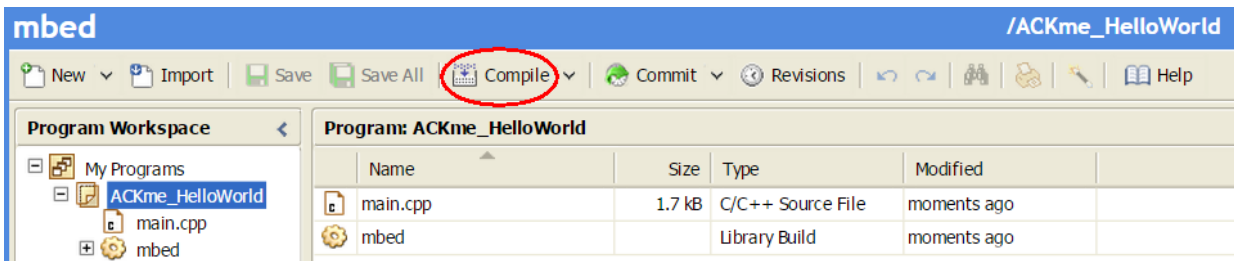 mbed /ACKme_HelloWorld
New Import Save Save All Compile Commit Revisions Help
Program Workspace
My Programs
ACKme_HelloWorld
main.cpp
mbed
Program: ACKme_HelloWorld
Name Size Type Modified
main.cpp 1.7 kB C/C++ Source File moments ago
mbed Library Build moments ago